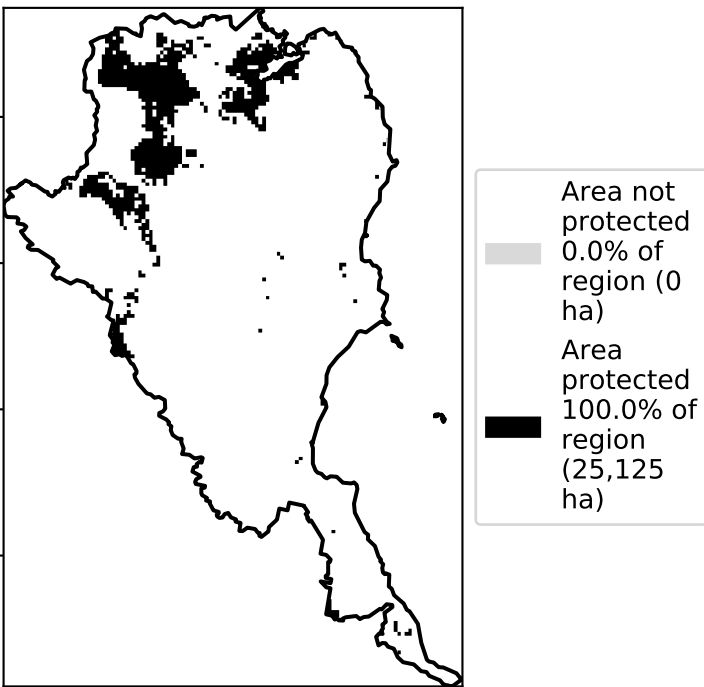 Area not
protected
0.0% of
region (0
ha)
Area
protected
100.0% of
region
(25,125
ha)